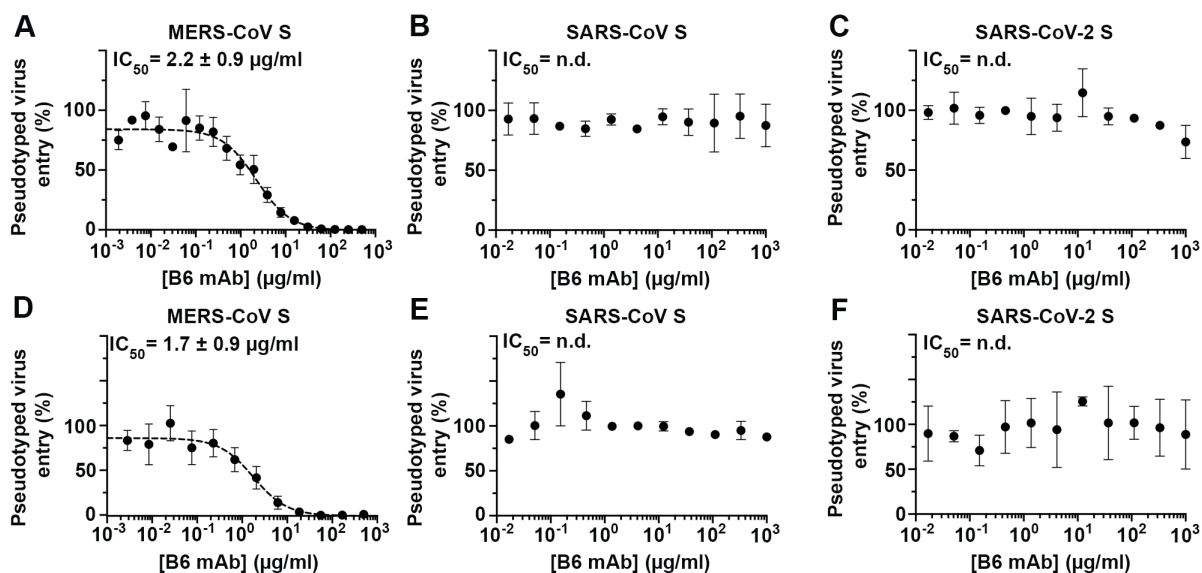 A
MERS-CoV S
IC50 = 2.2 ± 0.9 µg/ml
Pseudotyped virus
entry (%)
100
50
0
10⁻³ 10⁻² 10⁻¹ 10⁰ 10¹ 10² 10³
[B6 mAb] (µg/ml)
B
SARS-CoV S
IC50 = n.d.
Pseudotyped virus
entry (%)
100
50
0
10⁻² 10⁻¹ 10⁰ 10¹ 10² 10³
[B6 mAb] (µg/ml)
C
SARS-CoV-2 S
IC50 = n.d.
Pseudotyped virus
entry (%)
100
50
0
10⁻² 10⁻¹ 10⁰ 10¹ 10² 10³
[B6 mAb] (µg/ml)
D
MERS-CoV S
IC50 = 1.7 ± 0.9 µg/ml
Pseudotyped virus
entry (%)
100
50
0
10⁻³ 10⁻² 10⁻¹ 10⁰ 10¹ 10² 10³
[B6 mAb] (µg/ml)
E
SARS-CoV S
IC50 = n.d.
Pseudotyped virus
entry (%)
100
50
0
10⁻² 10⁻¹ 10⁰ 10¹ 10² 10³
[B6 mAb] (µg/ml)
F
SARS-CoV-2 S
IC50 = n.d.
Pseudotyped virus
entry (%)
100
50
0
10⁻² 10⁻¹ 10⁰ 10¹ 10² 10³
[B6 mAb] (µg/ml)